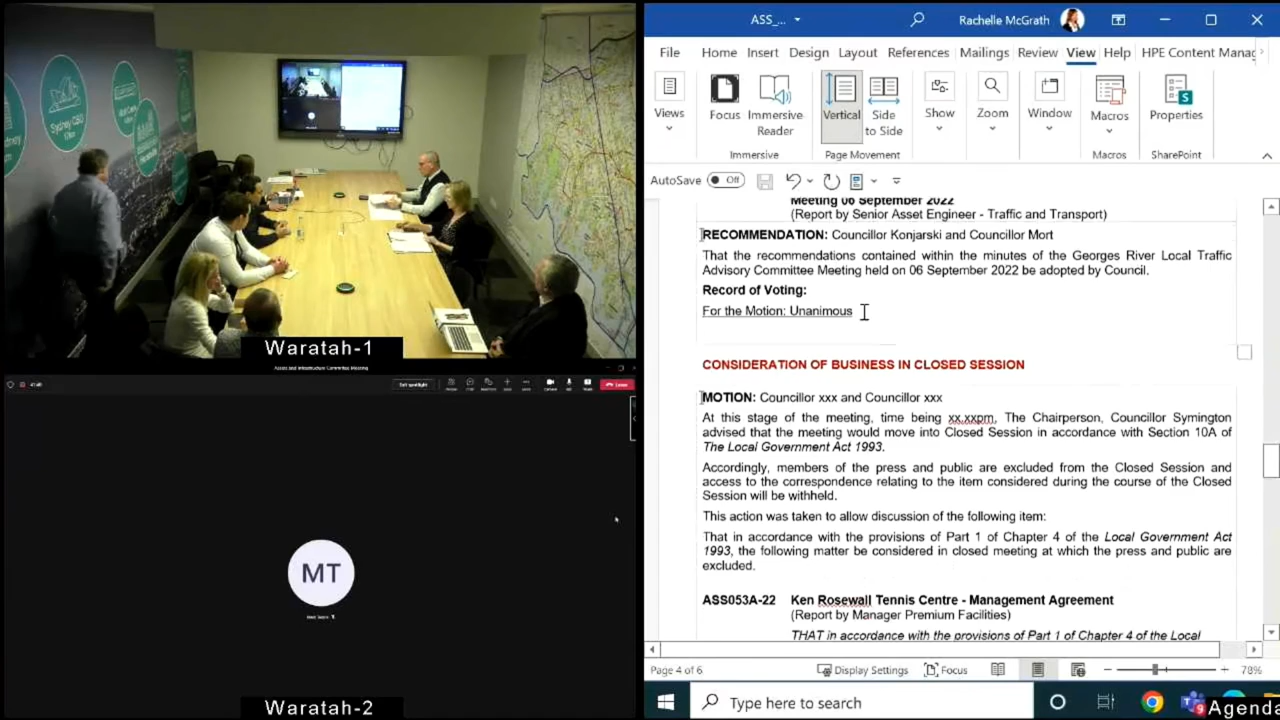 Sydney CBD
Waratah-1
Assets and Infrastructure Committee Meeting
Exit spotlight
Leave
MT
Waratah-2
ASS_...
Rachelle McGrath
File Home Insert Design Layout References Mailings Review View Help HPE Content Manag
Views
Focus
Immersive
Reader
Vertical
Side
to Side
Show
Zoom
Window
Macros
Properties
Immersive
Page Movement
Macros
SharePoint
AutoSave Off
Meeting 06 September 2022
(Report by Senior Asset Engineer - Traffic and Transport)
RECOMMENDATION: Councillor Konjarski and Councillor Mort
That the recommendations contained within the minutes of the Georges River Local Traffic
Advisory Committee Meeting held on 06 September 2022 be adopted by Council.
Record of Voting:
For the Motion: Unanimous
CONSIDERATION OF BUSINESS IN CLOSED SESSION
MOTION: Councillor xxx and Councillor xxx
At this stage of the meeting, time being xx.xxpm, The Chairperson, Councillor Symington
advised that the meeting would move into Closed Session in accordance with Section 10A of
The Local Government Act 1993.
Accordingly, members of the press and public are excluded from the Closed Session and
access to the correspondence relating to the item considered during the course of the Closed
Session will be withheld.
This action was taken to allow discussion of the following item:
That in accordance with the provisions of Part 1 of Chapter 4 of the Local Government Act
1993, the following matter be considered in closed meeting at which the press and public are
excluded.
ASS053A-22 Ken Rosewall Tennis Centre - Management Agreement
(Report by Manager Premium Facilities)
THAT in accordance with the provisions of Part 1 of Chapter 4 of the Local
Page 4 of 6
Display Settings
Focus
78%
Type here to search
9
Agenda